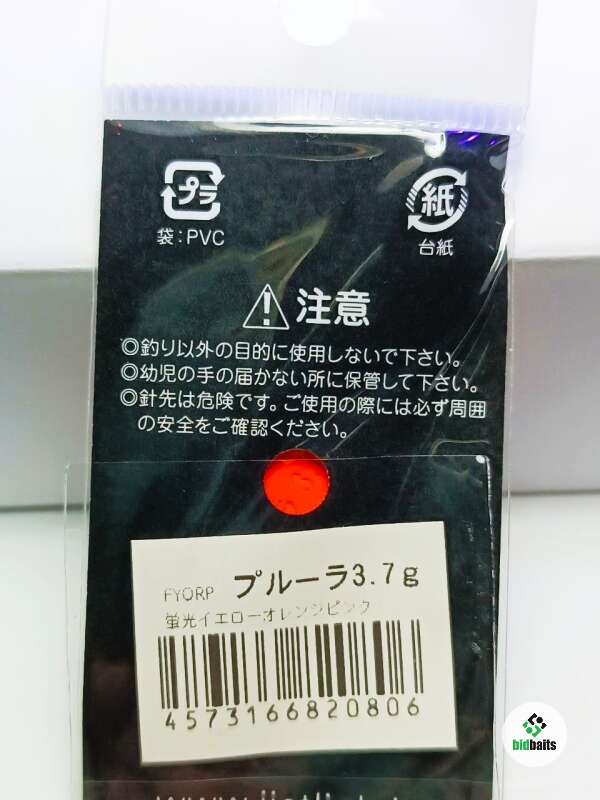 プラ
袋：PVC
紙
台紙
注意
◎釣り以外の目的に使用しないで下さい。
◎幼児の手の届かない所に保管して下さい。
◎針先は危険です。ご使用の際には必ず周囲
の安全をご確認ください。
FYORP プルーラ3.7g
蛍光イエローオレンジピンク
4573166820806
bidbaits